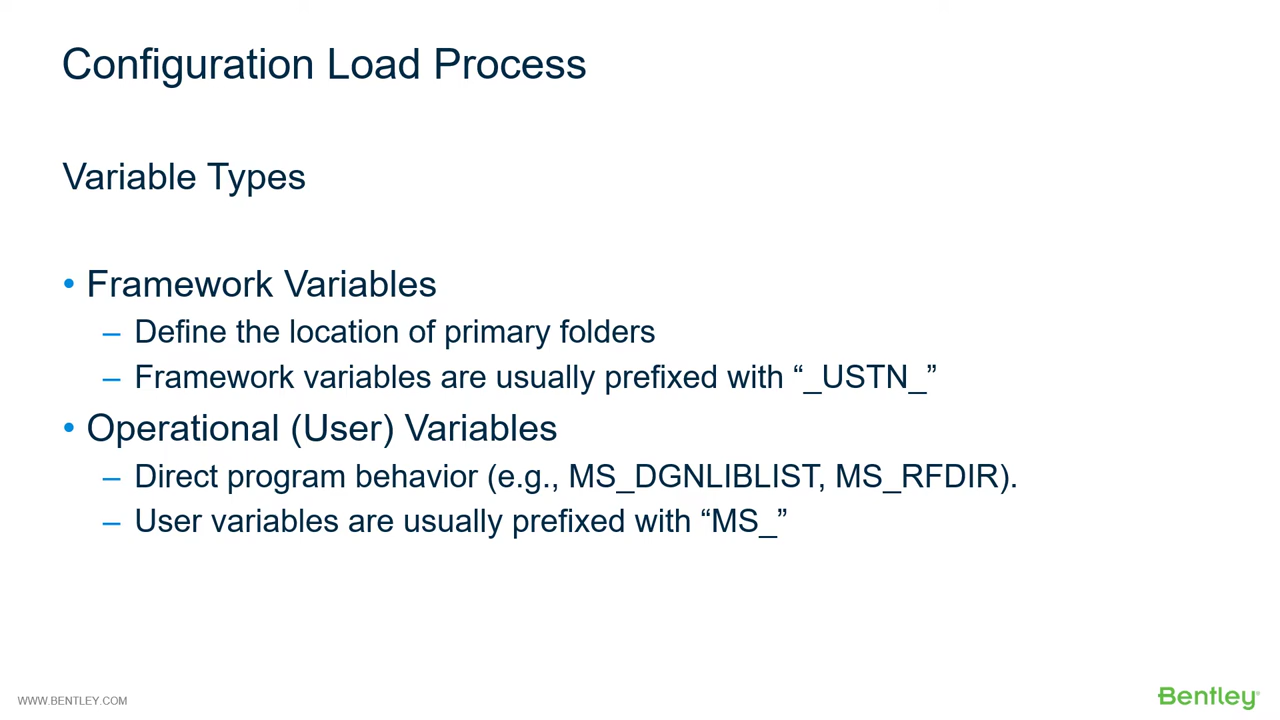 Configuration Load Process
Variable Types
• Framework Variables
– Define the location of primary folders
– Framework variables are usually prefixed with “_USTN_”
• Operational (User) Variables
– Direct program behavior (e.g., MS_DGNLIBLIST, MS_RFDIR).
– User variables are usually prefixed with “MS_”
WWW.BENTLEY.COM
Bentley®